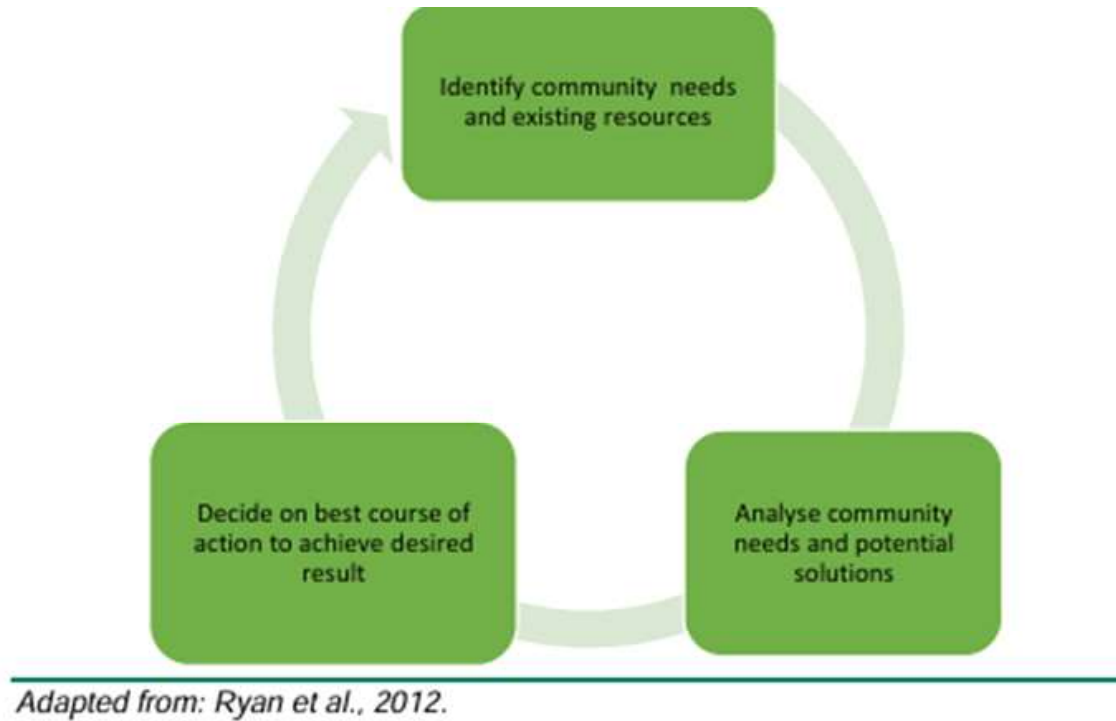 Identify community needs
and existing resources
Decide on best course of
action to achieve desired
result
Analyse community
needs and potential
solutions
Adapted from: Ryan et al., 2012.